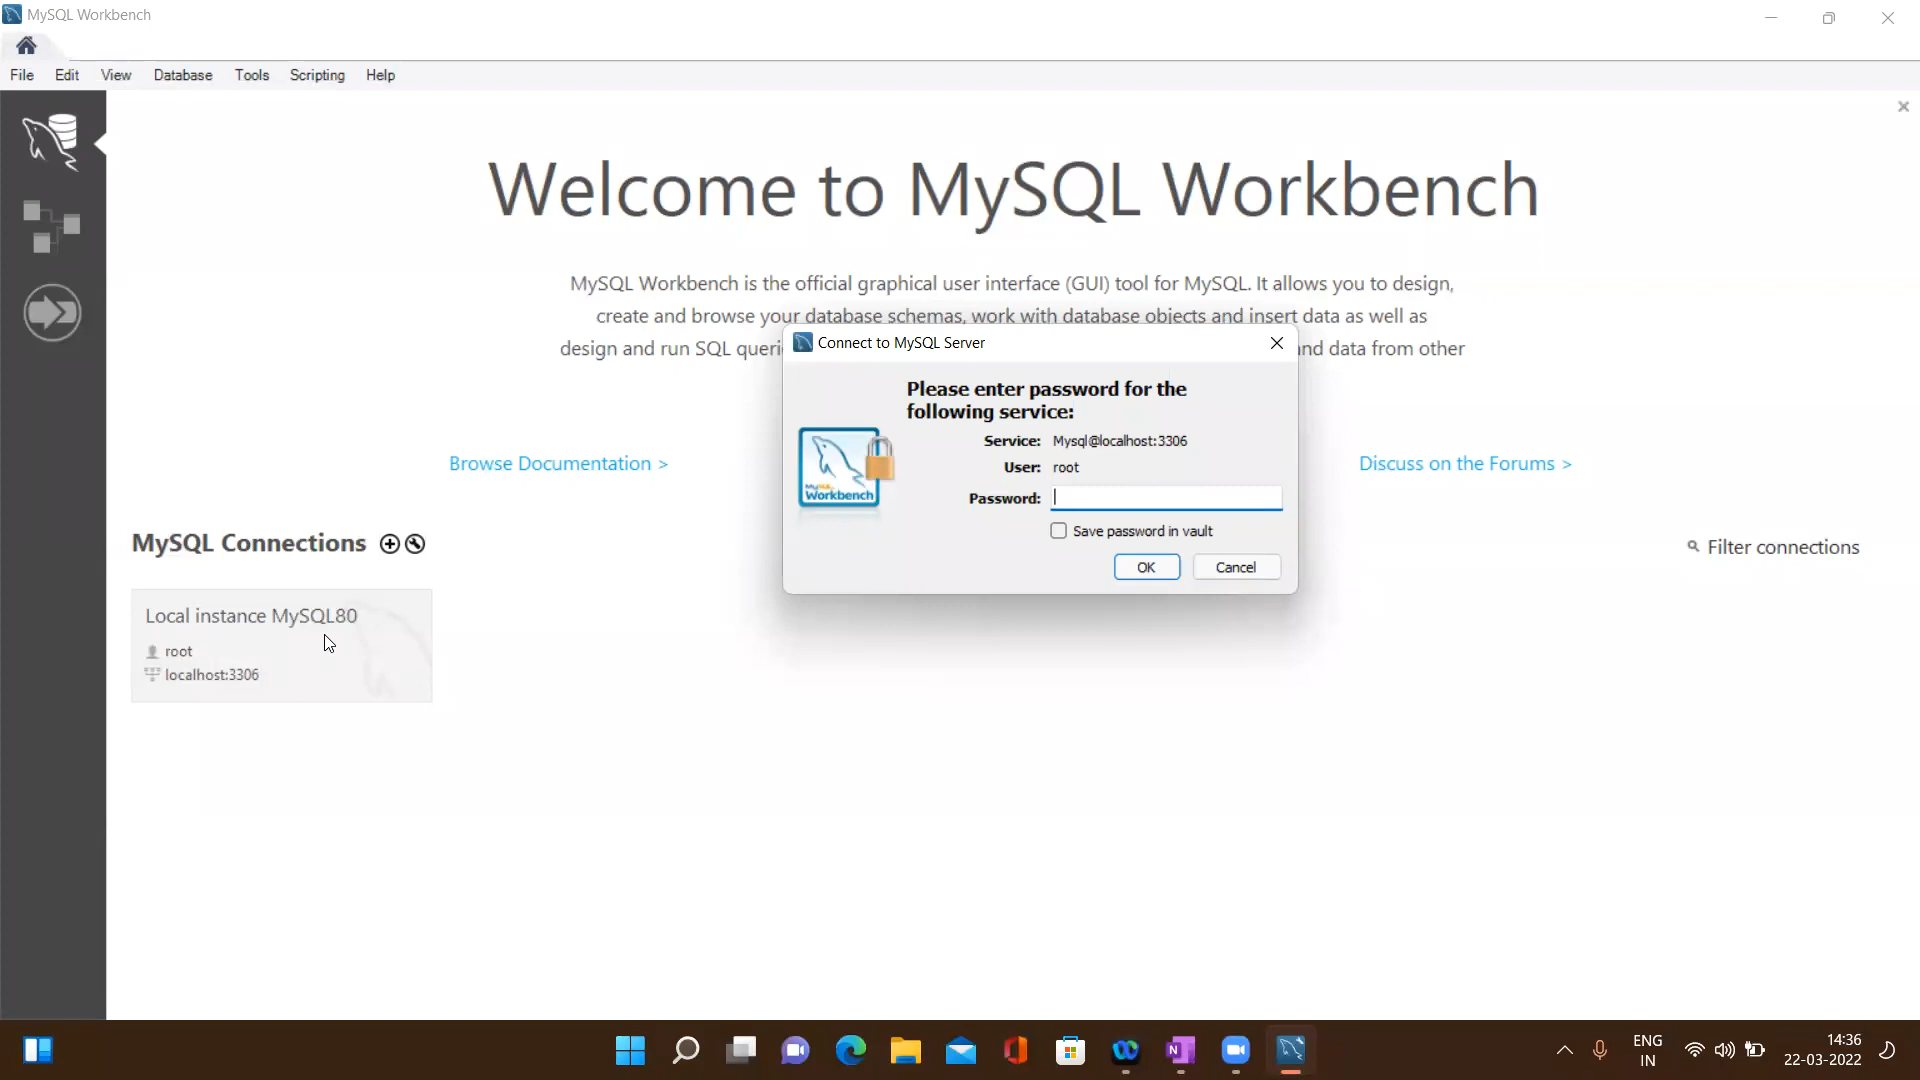 MySQL Workbench
File Edit View Database Tools Scripting Help
Welcome to MySQL Workbench
MySQL Workbench is the official graphical user interface (GUI) tool for MySQL. It allows you to design,
create and browse your database schemas, work with database objects and insert data as well as
design and run SQL queri
nd data from other
Connect to MySQL Server
Please enter password for the
following service:
Service: Mysql@localhost:3306
User: root
Password:
Save password in vault
OK Cancel
MySQL Workbench
Browse Documentation >
Discuss on the Forums >
MySQL Connections
Filter connections
Local instance MySQL80
root
localhost:3306
ENG
IN
14:36
22-03-2022